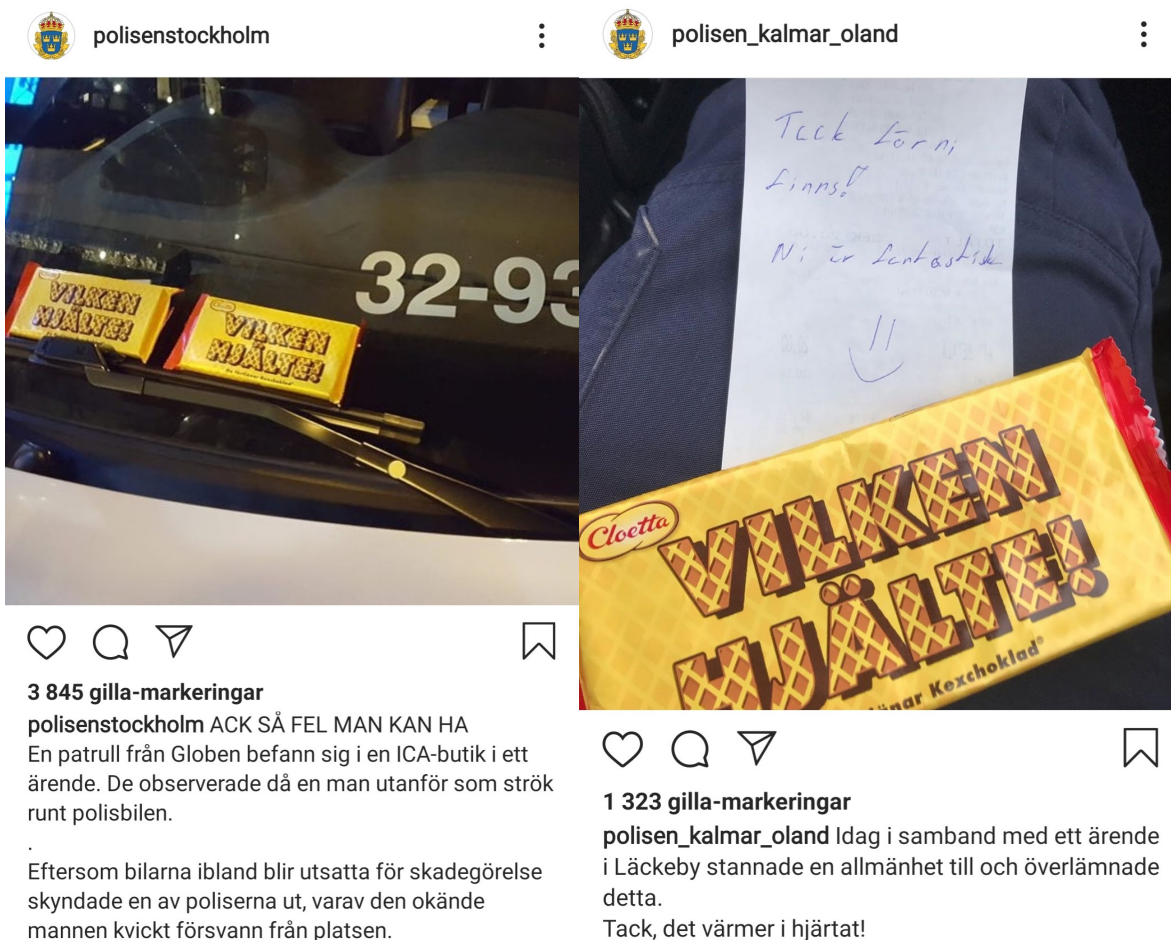 polisenstockholm
32-93
VILKEN
HJÄLTE!
Cloetta
VILKEN
HJÄLTE!
3 845 gilla-markeringar
polisenstockholm ACK SÅ FEL MAN KAN HA
En patrull från Globen befann sig i en ICA-butik i ett
ärende. De observerade då en man utanför som strök
runt polisbilen.
.
Eftersom bilarna ibland blir utsatta för skadegörelse
skyndade en av poliserna ut, varav den okände
mannen kvickt försvann från platsen.
polisen_kalmar_oland
Tack för ni
finns!
Ni är fantastisk
Cloetta
VILKEN
HJÄLTE!
Kexchoklad
1 323 gilla-markeringar
polisen_kalmar_oland Idag i samband med ett ärende
i Läckeby stannade en allmänhet till och överlämnade
detta.
Tack, det värmer i hjärtat!